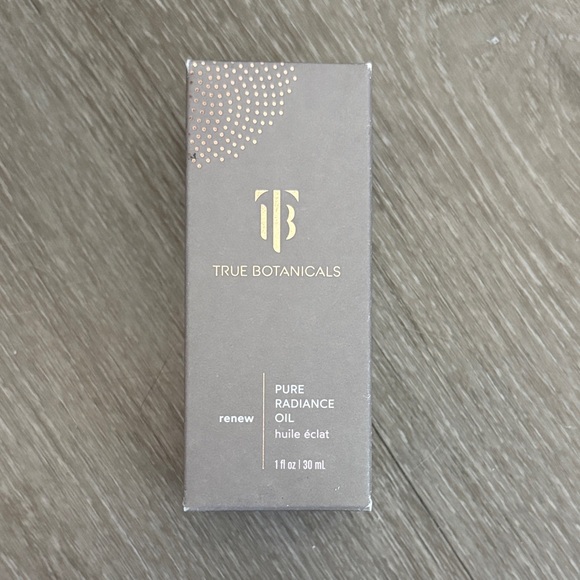 TB
TRUE BOTANICALS
renew
PURE
RADIANCE
OIL
huile éclat
1 fl oz | 30 mL